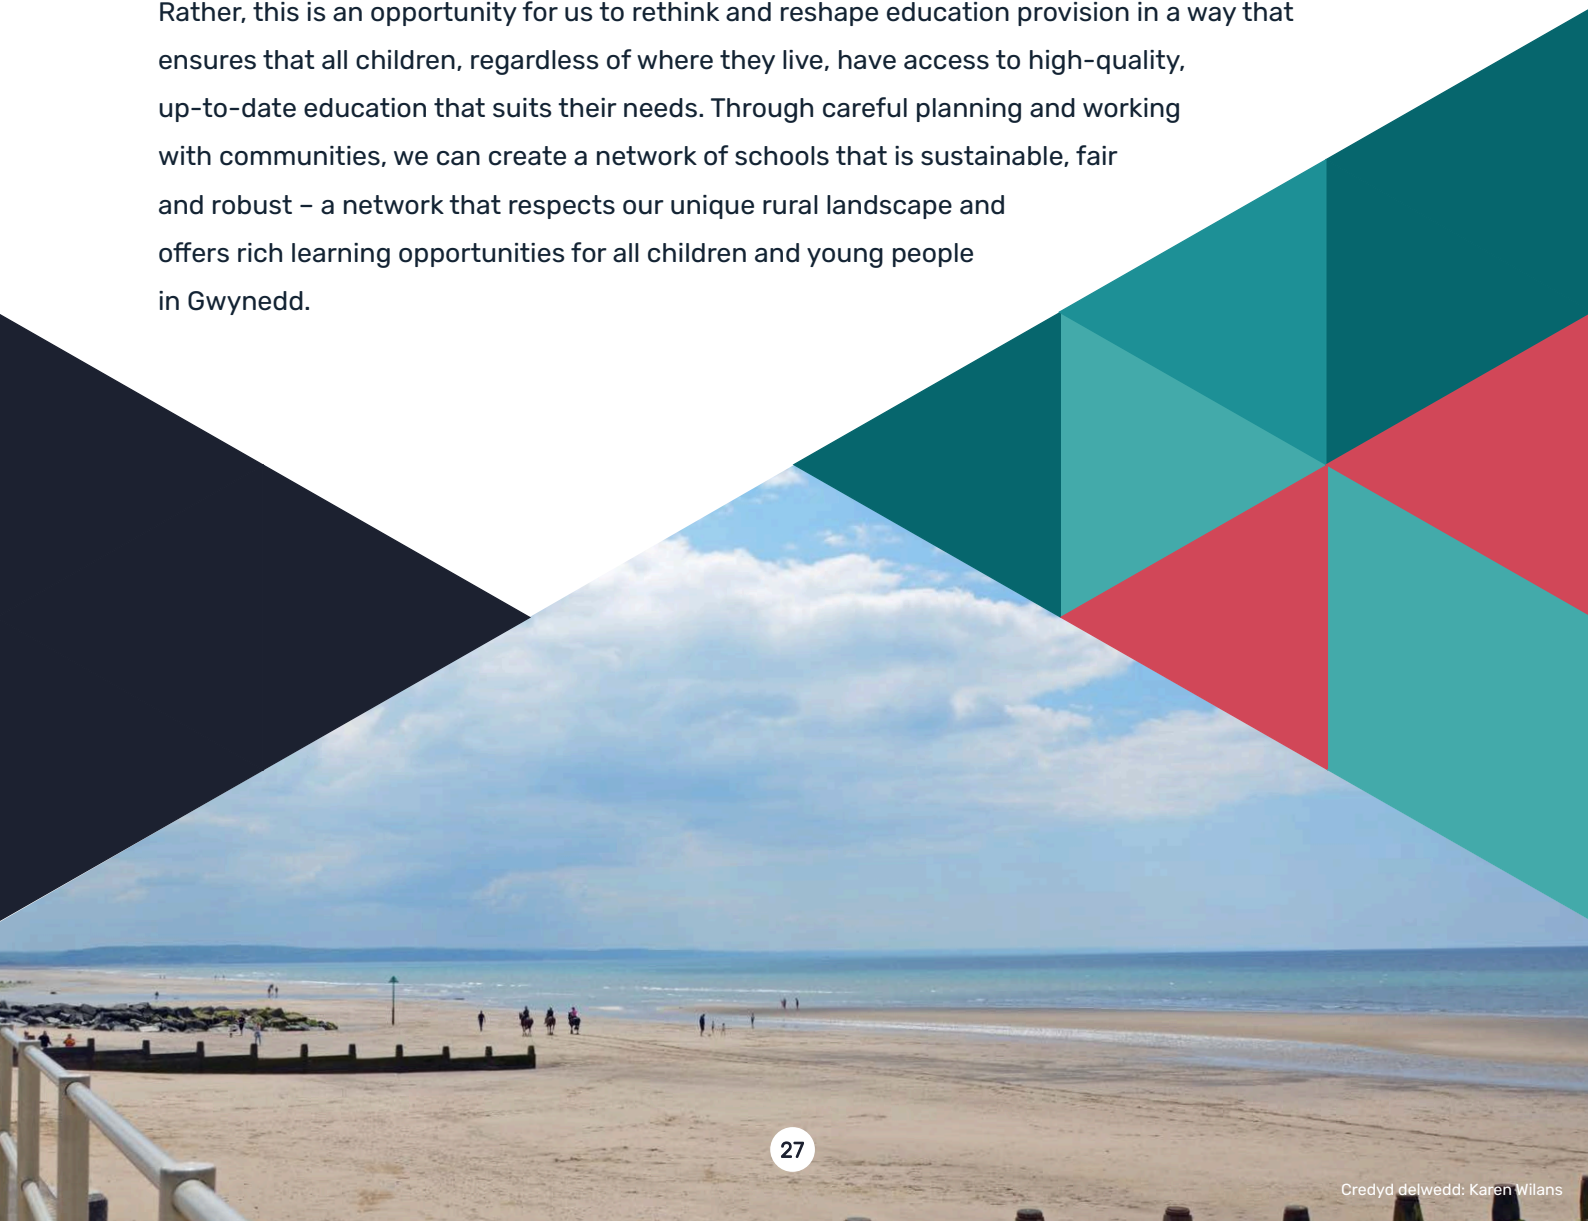 Rather, this is an opportunity for us to rethink and reshape education provision in a way that
ensures that all children, regardless of where they live, have access to high-quality,
up-to-date education that suits their needs. Through careful planning and working
with communities, we can create a network of schools that is sustainable, fair
and robust – a network that respects our unique rural landscape and
offers rich learning opportunities for all children and young people
in Gwynedd.
27
Credyd delwedd: Karen Wilans